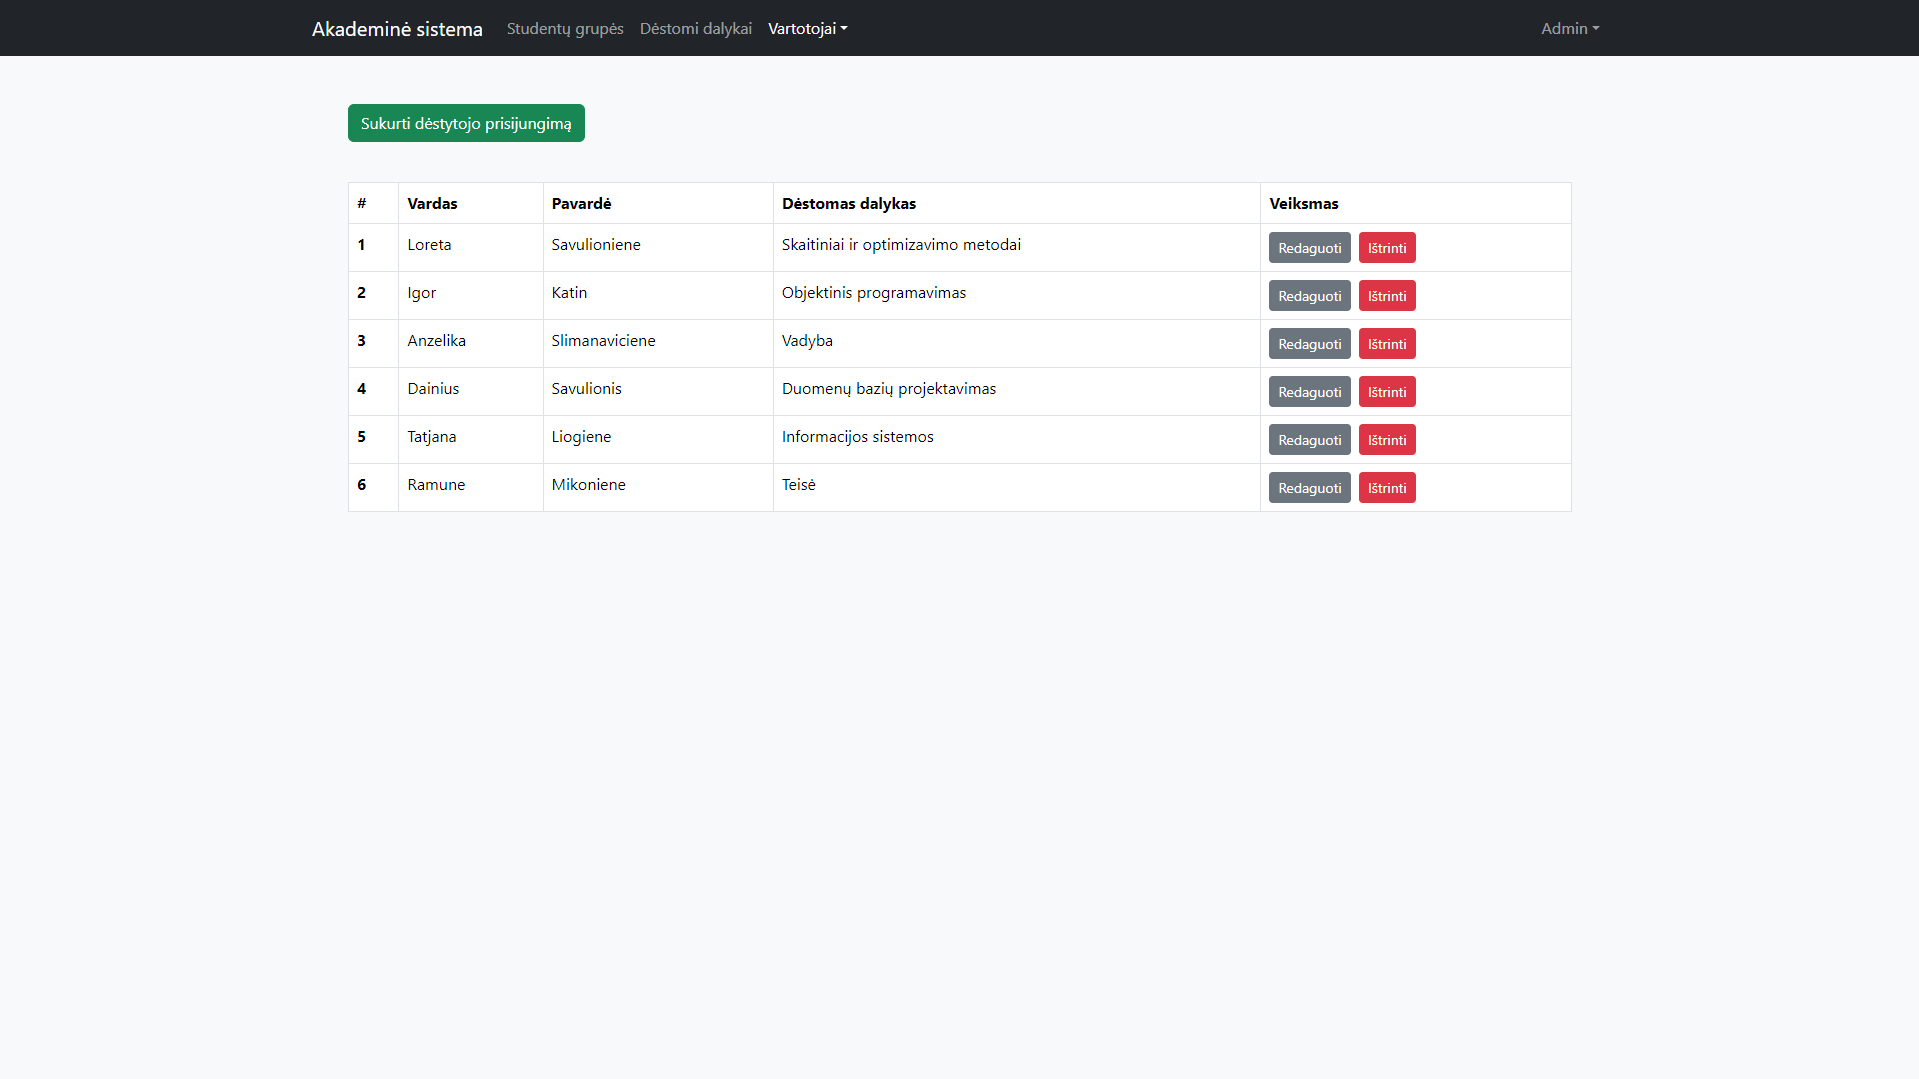 Akademinė sistema Studentų grupės Dėstomi dalykai Vartotojai Admin
Sukurti dėstytojo prisijungimą
# Vardas Pavardė Dėstomas dalykas Veiksmas
1 Loreta Savulioniene Skaitiniai ir optimizavimo metodai Redaguoti Ištrinti
2 Igor Katin Objektinis programavimas Redaguoti Ištrinti
3 Anzelika Slimanaviciene Vadyba Redaguoti Ištrinti
4 Dainius Savulionis Duomenų bazių projektavimas Redaguoti Ištrinti
5 Tatjana Liogiene Informacijos sistemos Redaguoti Ištrinti
6 Ramune Mikoniene Teisė Redaguoti Ištrinti